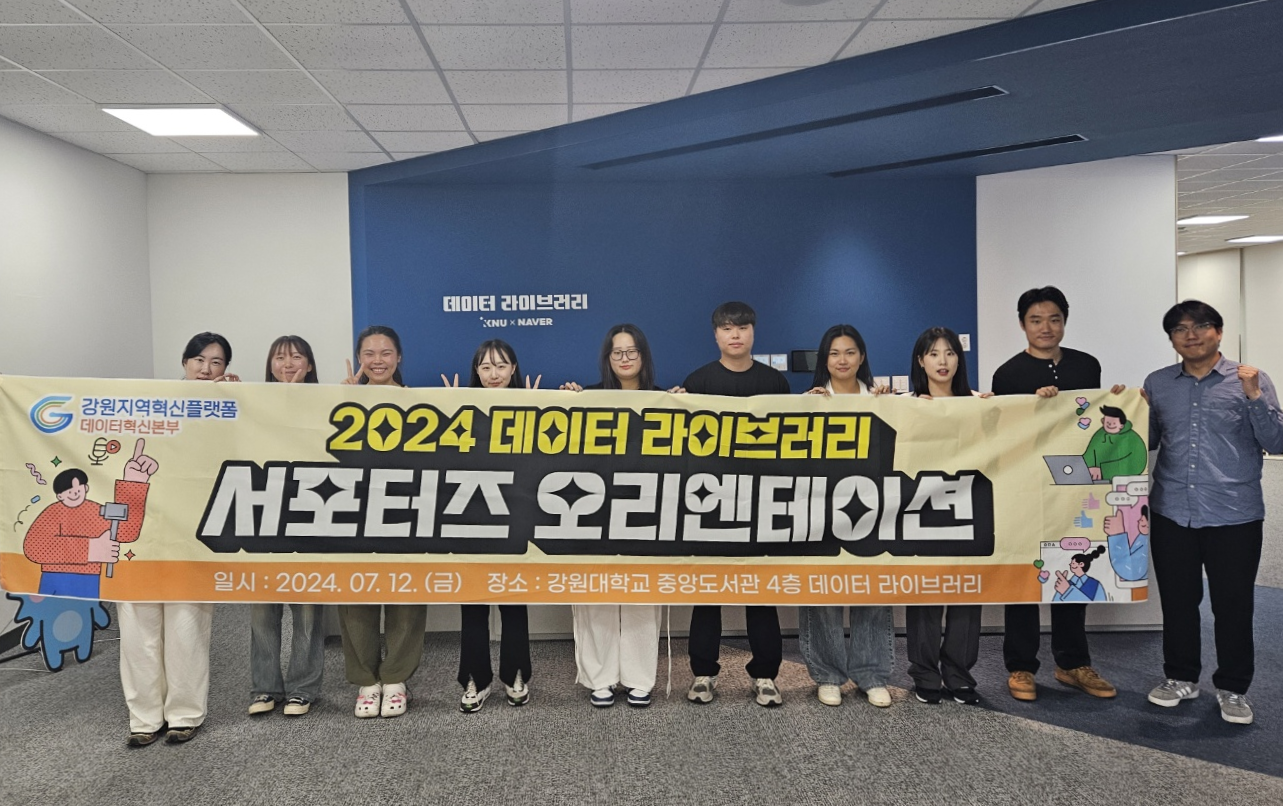 데이터 라이브러리
KNU × NAVER
강원지역혁신플랫폼
데이터혁신본부
2024 데이터 라이브러리
서포터즈 오리엔테이션
일시 : 2024. 07. 12. (금) 장소 : 강원대학교 중앙도서관 4층 데이터 라이브러리